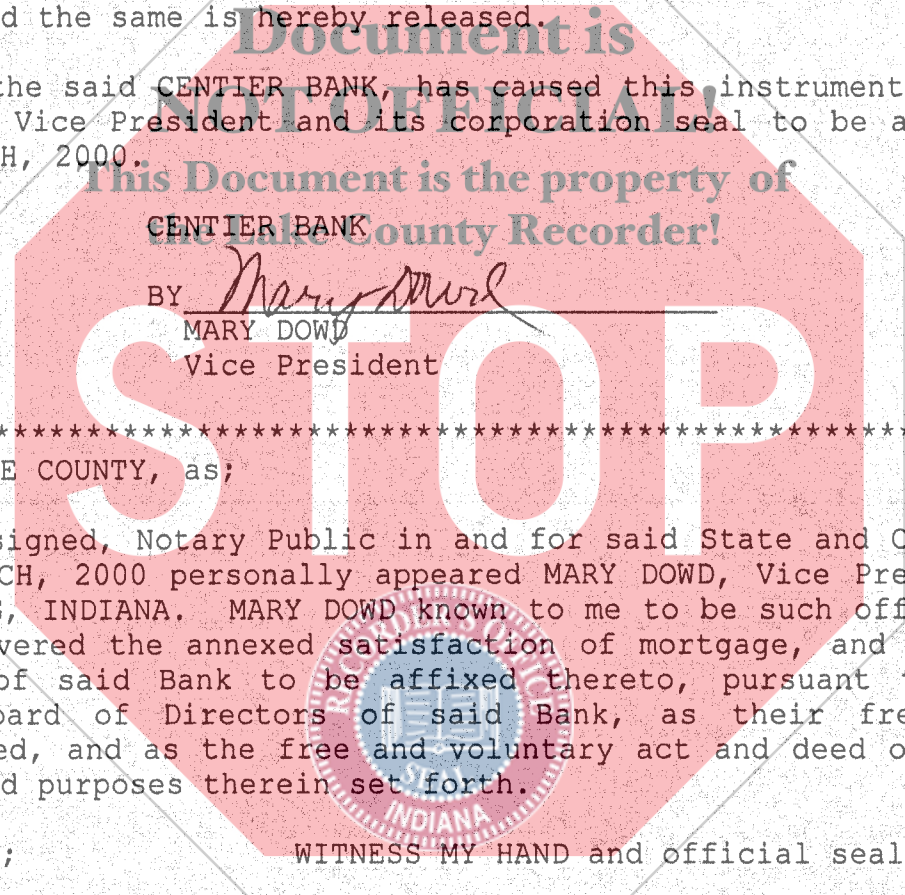 d the same is hereby released.
Document is
the said CENTIER BANK, has caused this instrument
NOT OFFICIAL!
Vice President and its corporation seal to be a
H, 2000.
This Document is the property of
CENTIER BANK
the Lake County Recorder!
BY Mary Dowd
MARY DOWD
Vice President
STOP
*************************************************
E COUNTY, as;
signed, Notary Public in and for said State and C
CH, 2000 personally appeared MARY DOWD, Vice Pre
, INDIANA. MARY DOWD known to me to be such off
vered the annexed satisfaction of mortgage, and
of said Bank to be affixed thereto, pursuant
oard of Directors of said Bank, as their fre
ed, and as the free and voluntary act and deed o
d purposes therein set forth.
RECORDER'S OFFICE
SEAL
INDIANA
; WITNESS MY HAND and official seal